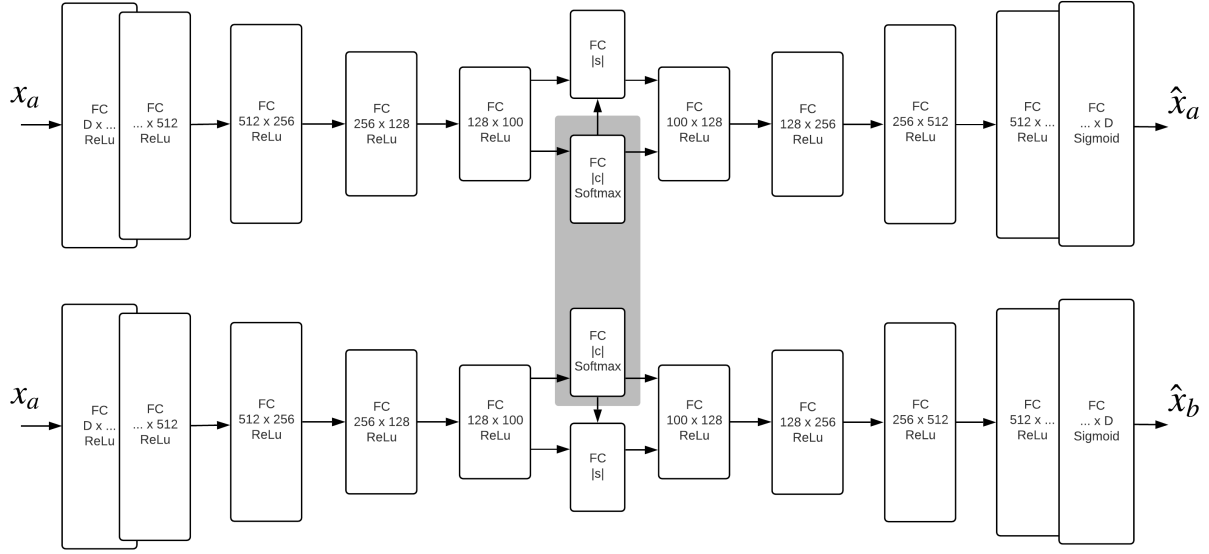 x_a
FC
D x ...
ReLu
FC
... x 512
ReLu
FC
512 x 256
ReLu
FC
256 x 128
ReLu
FC
128 x 100
ReLu
FC
|s|
FC
|c|
Softmax
FC
100 x 128
ReLu
FC
128 x 256
ReLu
FC
256 x 512
ReLu
FC
512 x ...
ReLu
FC
... x D
Sigmoid
x̂_a
x_a
FC
D x ...
ReLu
FC
... x 512
ReLu
FC
512 x 256
ReLu
FC
256 x 128
ReLu
FC
128 x 100
ReLu
FC
|c|
Softmax
FC
|s|
FC
100 x 128
ReLu
FC
128 x 256
ReLu
FC
256 x 512
ReLu
FC
512 x ...
ReLu
FC
... x D
Sigmoid
x̂_b